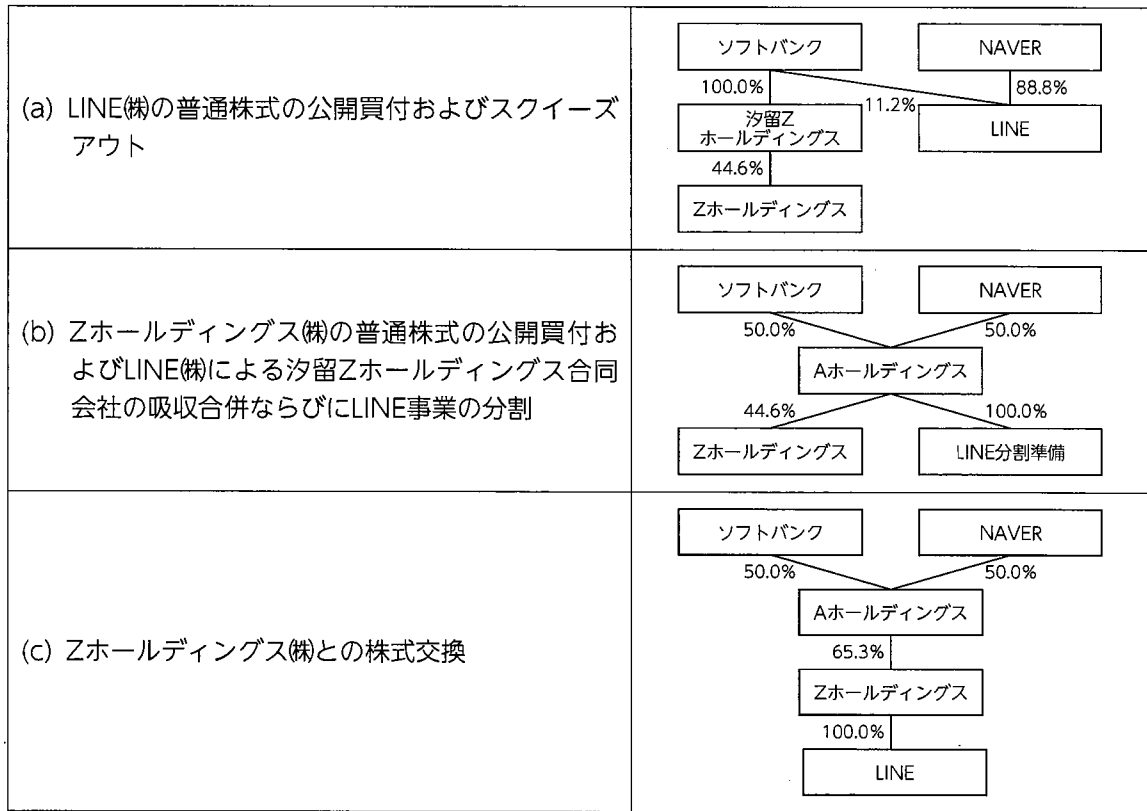 (a) LINE㈱の普通株式の公開買付およびスクイーズ
アウト
ソフトバンク
NAVER
100.0%
11.2%
88.8%
汐留Z
ホールディングス
LINE
44.6%
Zホールディングス
(b) Zホールディングス㈱の普通株式の公開買付お
よびLINE㈱による汐留Zホールディングス合同
会社の吸収合併ならびにLINE事業の分割
ソフトバンク
NAVER
50.0%
50.0%
Aホールディングス
44.6%
100.0%
Zホールディングス
LINE分割準備
(c) Zホールディングス㈱との株式交換
ソフトバンク
NAVER
50.0%
50.0%
Aホールディングス
65.3%
Zホールディングス
100.0%
LINE